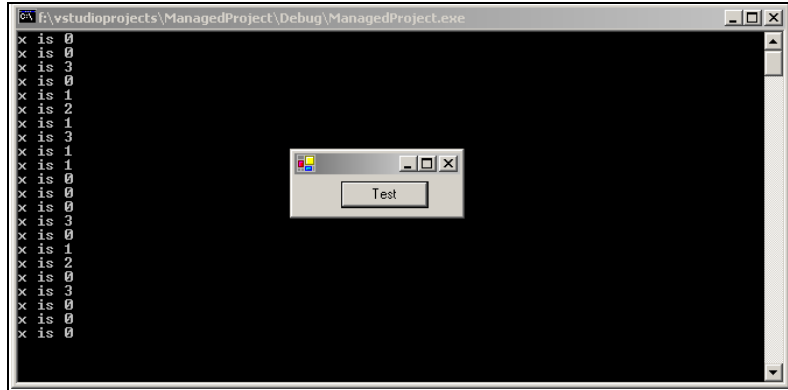 f:\vstudioprojects\ManagedProject\Debug\ManagedProject.exe
x is 0
x is 0
x is 3
x is 0
x is 1
x is 2
x is 1
x is 3
x is 1
x is 1
x is 0
x is 0
x is 0
x is 3
x is 0
x is 1
x is 2
x is 0
x is 3
x is 0
x is 0
x is 0
Test